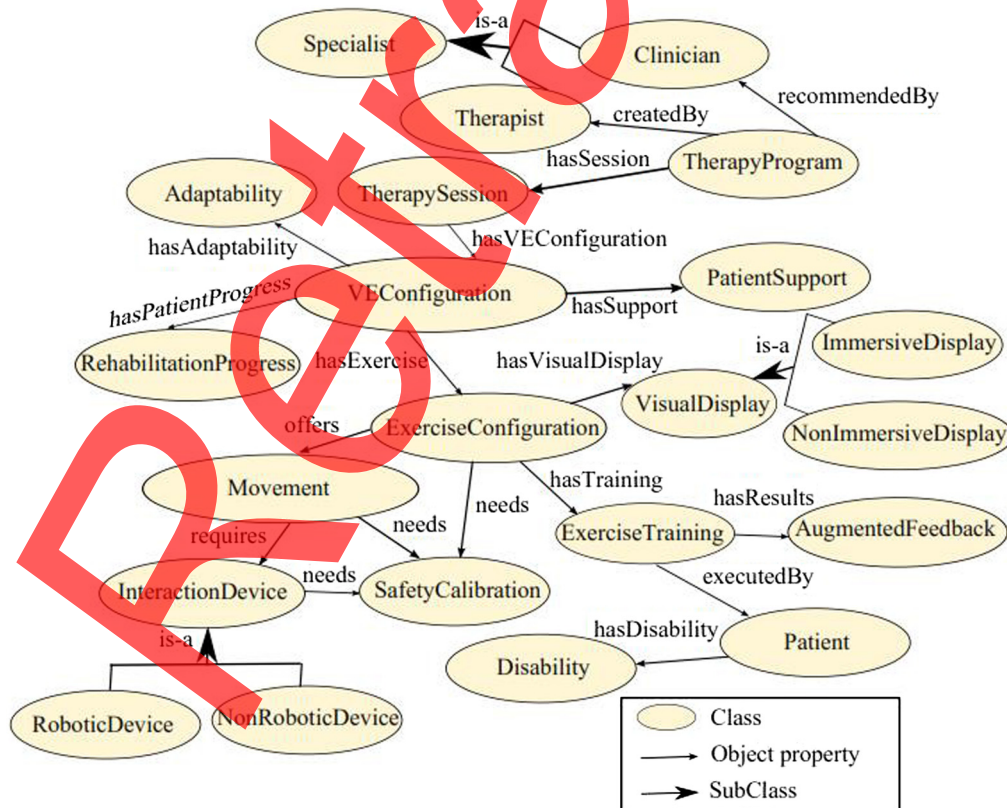 is-a
Specialist
Clinician
recommendedBy
Therapist
createdBy
hasSession
TherapyProgram
Adaptability
TherapySession
hasAdaptability
hasVEConfiguration
PatientSupport
hasPatientProgress
VEConfiguration
hasSupport
ImmersiveDisplay
is-a
RehabilitationProgress
hasExercise
hasVisualDisplay
VisualDisplay
offers
ExerciseConfiguration
NonImmersiveDisplay
hasTraining
Movement
needs
hasResults
requires
needs
ExerciseTraining
AugmentedFeedback
InteractionDevice
needs
SafetyCalibration
executedBy
is-a
hasDisability
Patient
Disability
RoboticDevice
NonRoboticDevice
Class
Object property
SubClass
Retra